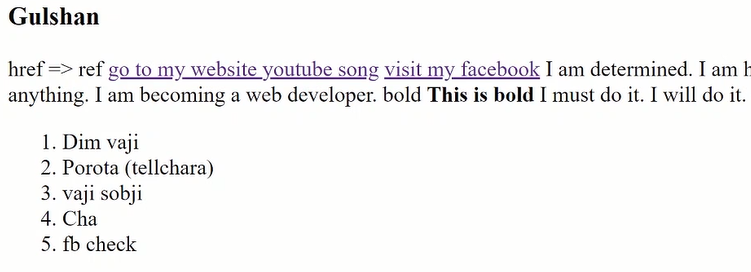 Gulshan
href => ref go to my website youtube song visit my facebook I am determined. I am
anything. I am becoming a web developer. bold This is bold I must do it. I will do it.
1. Dim vaji
2. Porota (tellchara)
3. vaji sobji
4. Cha
5. fb check